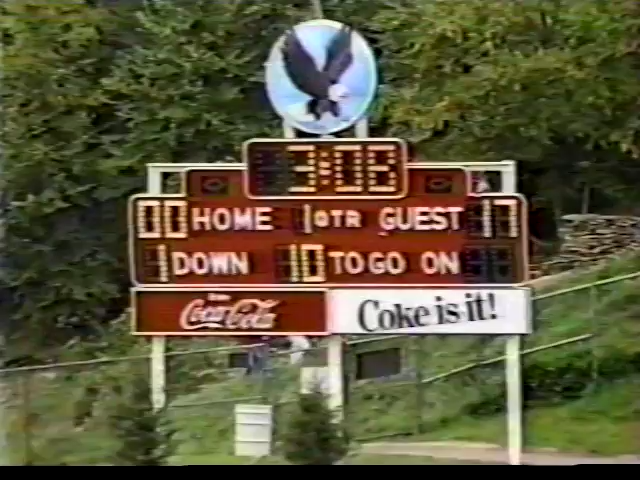 3:08
00 HOME 1 QTR GUEST 17
1 DOWN 10 TO GO ON
Coca-Cola
Coke is it!